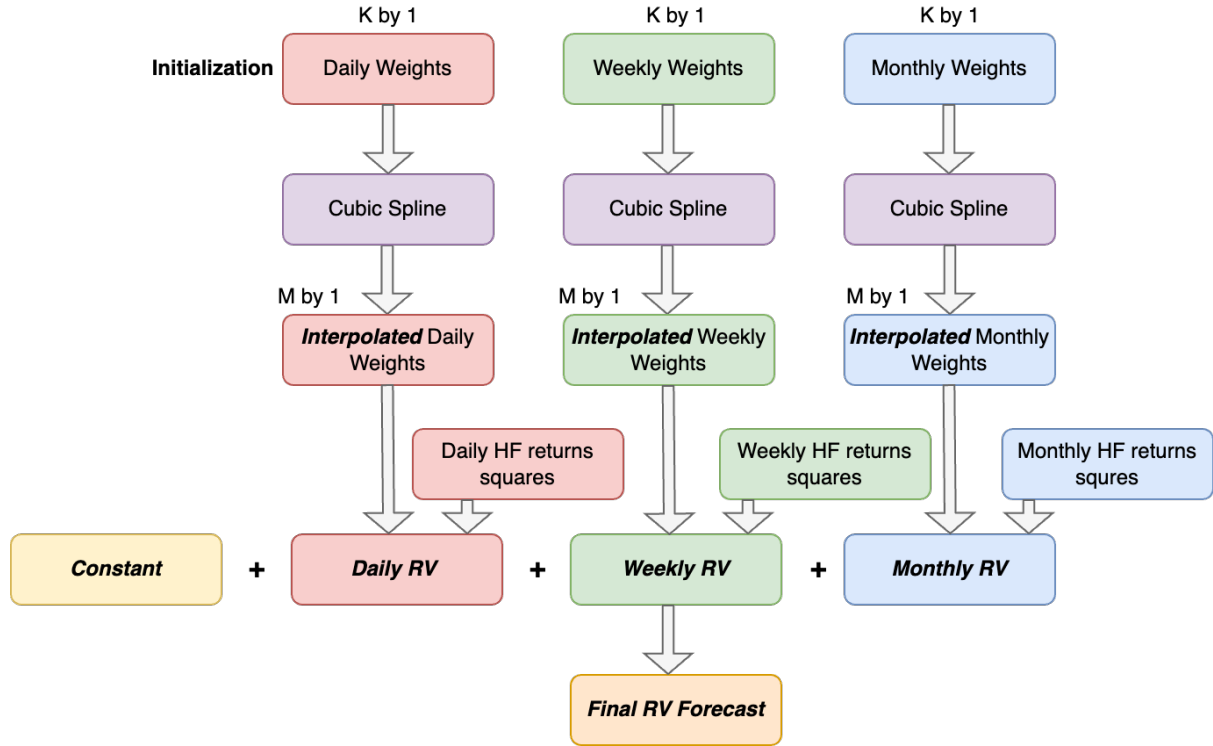 K by 1
K by 1
K by 1
Initialization
Daily Weights
Weekly Weights
Monthly Weights
Cubic Spline
Cubic Spline
Cubic Spline
M by 1
M by 1
M by 1
Interpolated Daily
Weights
Interpolated Weekly
Weights
Interpolated Monthly
Weights
Daily HF returns
squares
Weekly HF returns
squares
Monthly HF returns
squres
Constant
+
Daily RV
+
Weekly RV
+
Monthly RV
Final RV Forecast